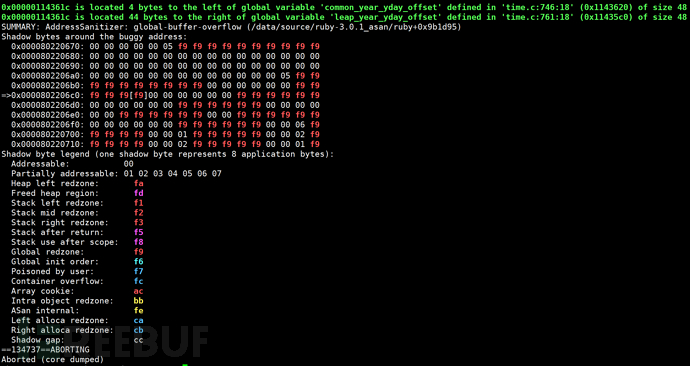 0x00000114361c is located 4 bytes to the left of global variable 'common_year_yday_offset' defined in 'time.c:746:18' (0x1143620) of size 48
0x00000114361c is located 44 bytes to the right of global variable 'leap_year_yday_offset' defined in 'time.c:761:18' (0x11435c0) of size 48
SUMMARY: AddressSanitizer: global-buffer-overflow (/data/source/ruby-3.0.1_asan/ruby+0x9b1d95)
Shadow bytes around the buggy address:
0x000080220670: 00 00 00 00 00 05 f9 f9 f9 f9 f9 f9 f9 f9 f9 f9
0x000080220680: 00 00 00 00 00 00 00 00 00 00 00 00 00 00 00 00
0x000080220690: 00 00 00 00 00 00 00 00 00 00 00 00 00 00 00 00
0x0000802206a0: 00 00 00 00 00 00 00 00 00 00 00 00 00 05 f9 f9
0x0000802206b0: f9 f9 f9 f9 f9 f9 f9 f9 00 00 00 00 00 00 f9 f9
=>0x0000802206c0: f9 f9 f9[f9]00 00 00 00 00 00 f9 f9 f9 f9 f9 f9
0x0000802206d0: 00 00 00 00 00 00 f9 f9 f9 f9 f9 f9 00 00 00 00
0x0000802206e0: 00 00 f9 f9 f9 f9 f9 f9 00 00 f9 f9 f9 f9 f9 f9
0x0000802206f0: 00 00 00 00 00 00 f9 f9 f9 f9 f9 f9 00 00 06 f9
0x000080220700: f9 f9 f9 f9 00 00 01 f9 f9 f9 f9 f9 00 00 02 f9
0x000080220710: f9 f9 f9 f9 00 00 02 f9 f9 f9 f9 f9 00 00 01 f9
Shadow byte legend (one shadow byte represents 8 application bytes):
Addressable: 00
Partially addressable: 01 02 03 04 05 06 07
Heap left redzone: fa
Freed heap region: fd
Stack left redzone: f1
Stack mid redzone: f2
Stack right redzone: f3
Stack after return: f5
Stack use after scope: f8
Global redzone: f9
Global init order: f6
Poisoned by user: f7
Container overflow: fc
Array cookie: ac
Intra object redzone: bb
ASan internal: fe
Left alloca redzone: ca
Right alloca redzone: cb
Shadow gap: cc
==134737==ABORTING
Aborted (core dumped)
FREEBUF